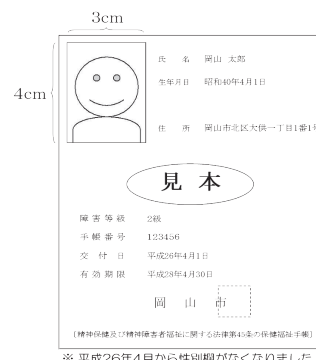 3cm
4cm
氏 名 岡山 太郎
生年月日 昭和40年4月1日
住 所 岡山市北区大供一丁目1番1号
見本
障害等級 2級
手帳番号 123456
交付日 平成26年4月1日
有効期限 平成28年4月30日
岡山市
〔精神保健及び精神障害者福祉に関する法律第45条の保健福祉手帳〕
※ 平成26年4月から性別欄がなくなりました